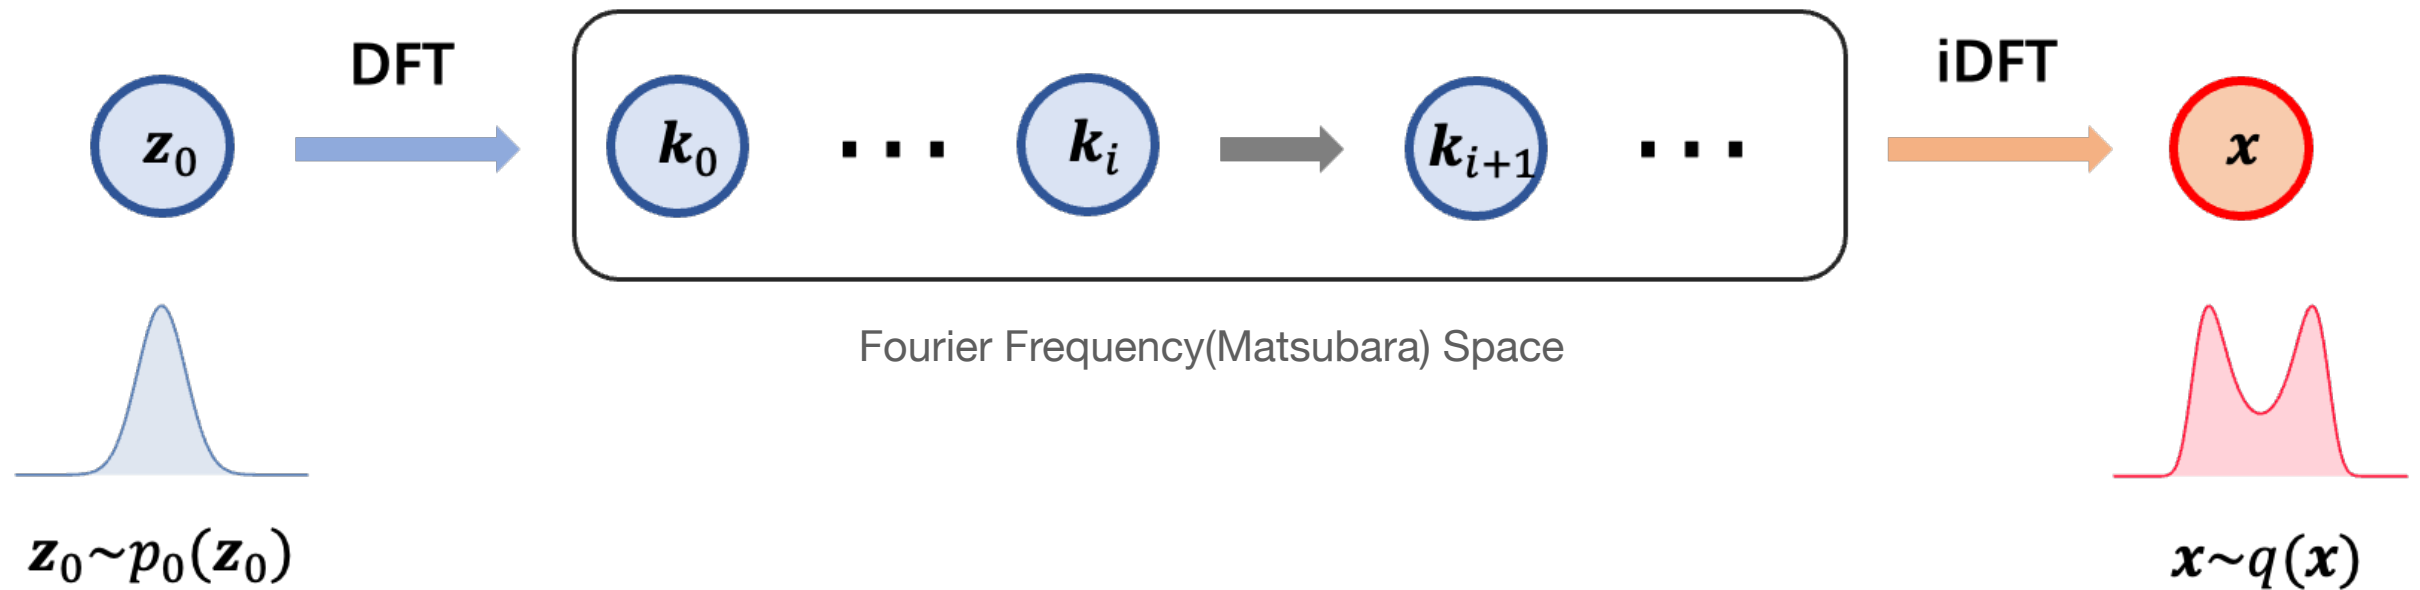 DFT
iDFT
z₀
k₀
...
kᵢ
kᵢ₊₁
...
x
Fourier Frequency(Matsubara) Space
z₀~p₀(z₀)
x~q(x)